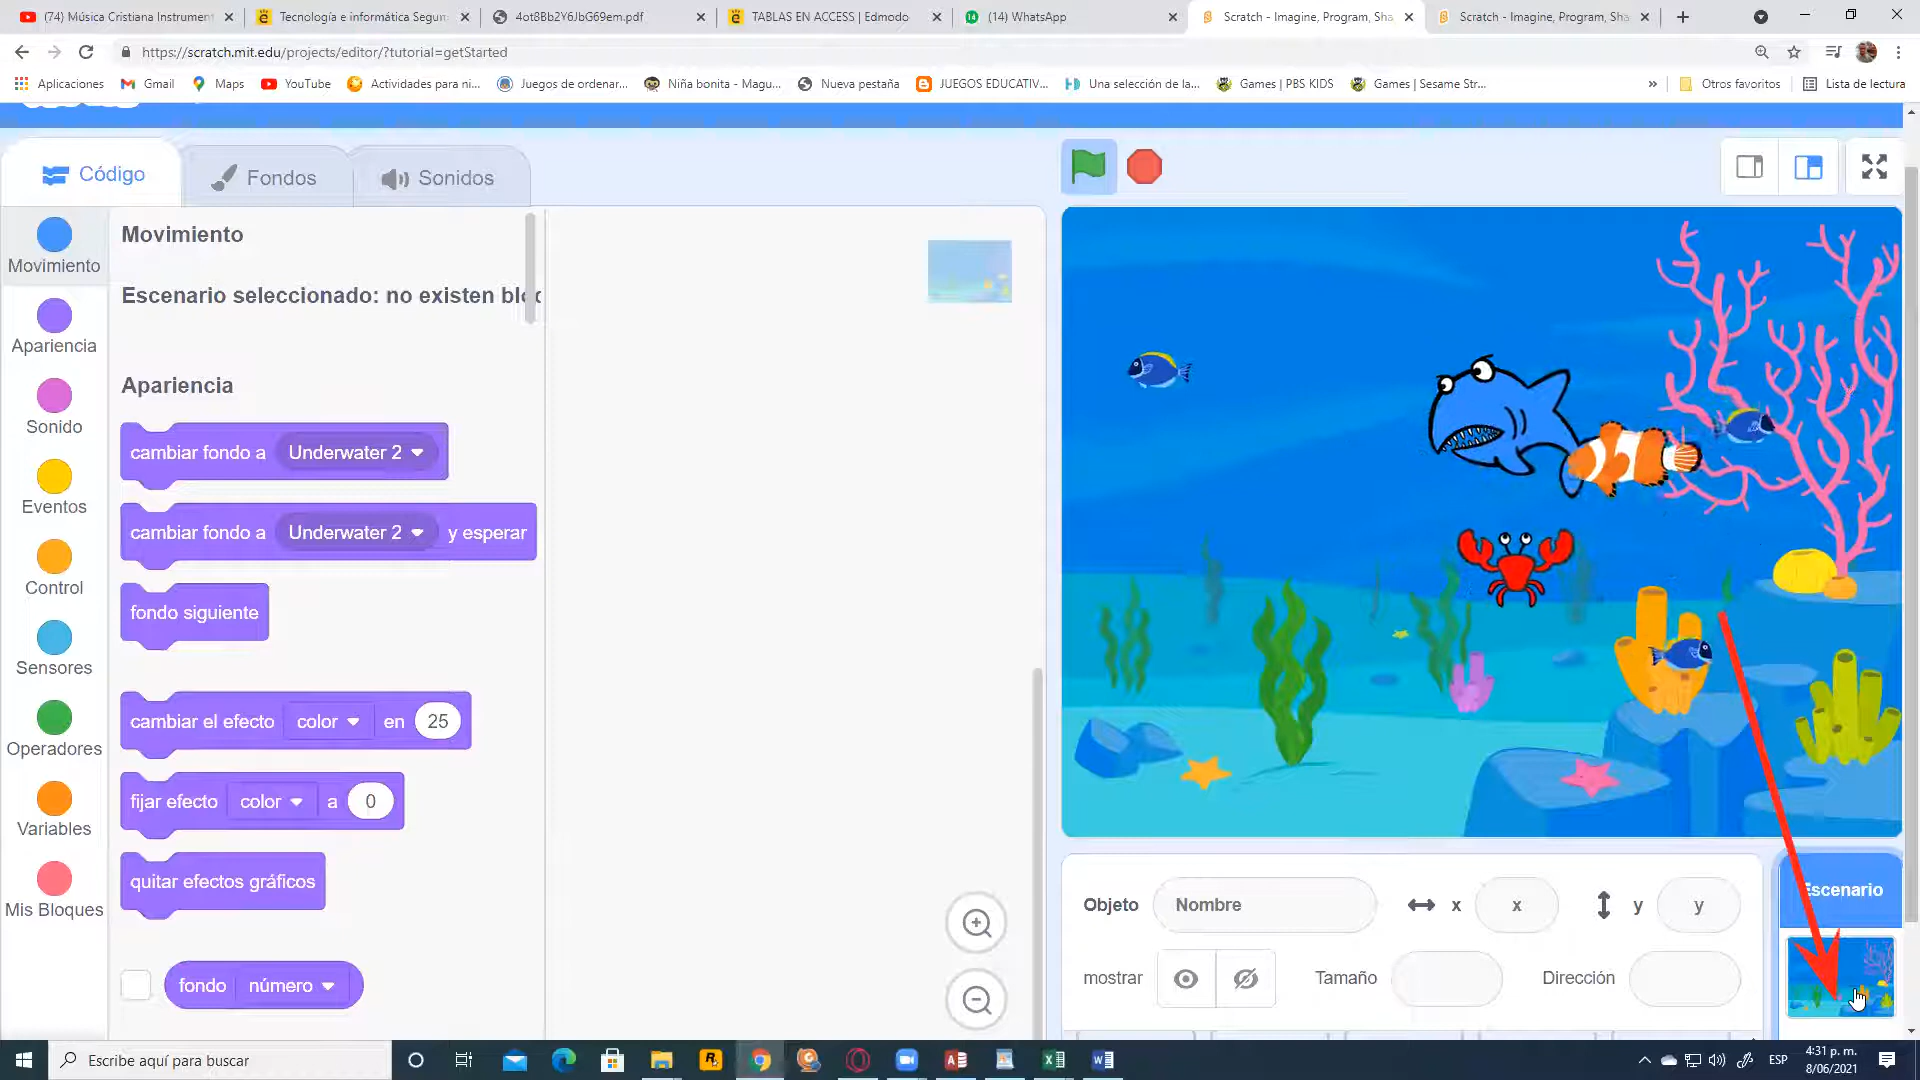 (74) Música Cristiana Instrument
Tecnología e informática Segun
4ot8Bb2Y6JbG69em.pdf
TABLAS EN ACCESS | Edmodo
(14) WhatsApp
Scratch - Imagine, Program, Sha
Scratch - Imagine, Program, Sha
https://scratch.mit.edu/projects/editor/?tutorial=getStarted
Aplicaciones
Gmail
Maps
YouTube
Actividades para ni...
Juegos de ordenar...
Niña bonita - Magu...
Nueva pestaña
JUEGOS EDUCATIV...
Una selección de la...
Games | PBS KIDS
Games | Sesame Str...
»
Otros favoritos
Lista de lectura
Código
Fondos
Sonidos
Movimiento
Apariencia
Sonido
Eventos
Control
Sensores
Operadores
Variables
Mis Bloques
Movimiento
Escenario seleccionado: no existen bloc
Apariencia
cambiar fondo a Underwater 2
cambiar fondo a Underwater 2 y esperar
fondo siguiente
cambiar el efecto color en 25
fijar efecto color a 0
quitar efectos gráficos
fondo número
Objeto
Nombre
x
x
y
y
mostrar
Tamaño
Dirección
Escenario
Escribe aquí para buscar
ESP
4:31 p. m.
8/06/2021